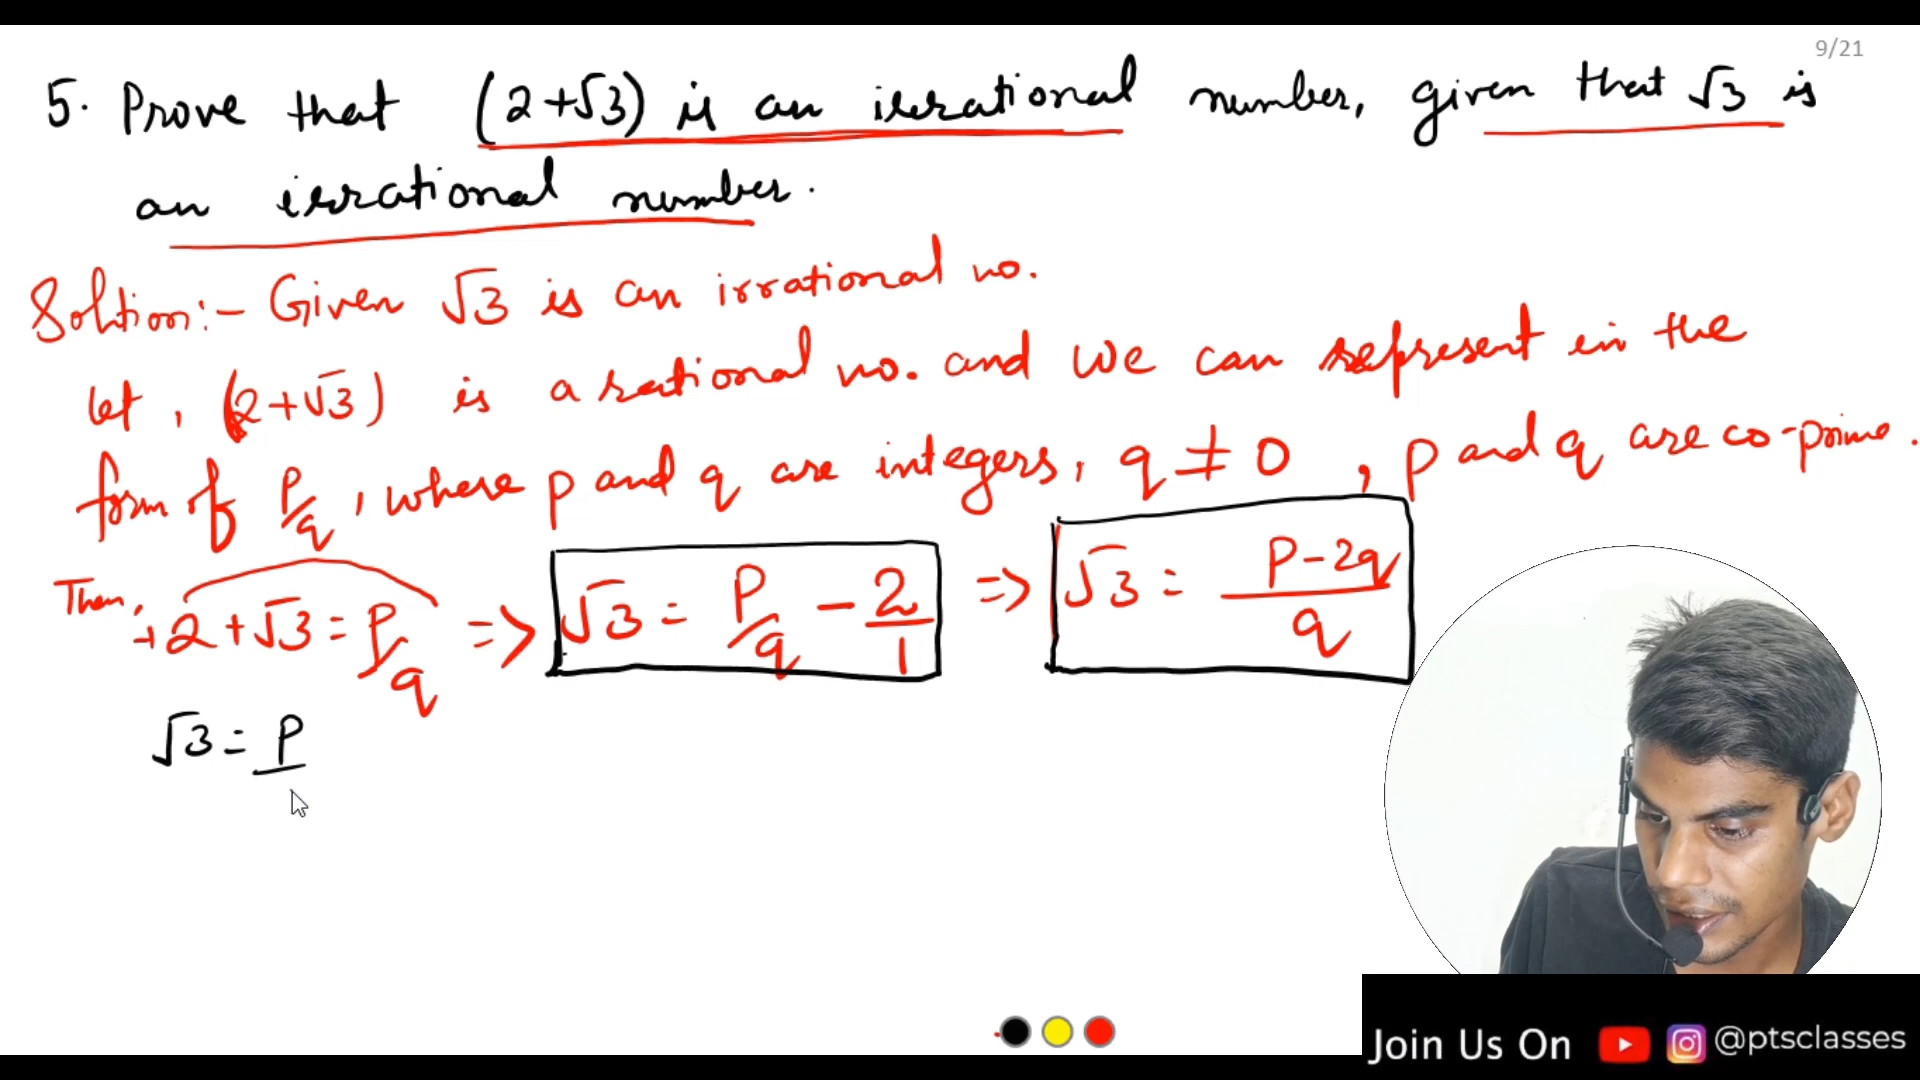 9/21
5. Prove that (2+√3) is an irrational number, given that √3 is
an irrational number.
Solution:- Given √3 is an irrational no.
let, (2+√3) is a rational no. and we can represent in the
form of p/q, where p and q are integers, q ≠ 0, p and q are co-prime.
Then, +2+√3 = p/q => √3 = p/q - 2/1 => √3 = p-2q/q
√3 = p
Join Us On @ptsclasses